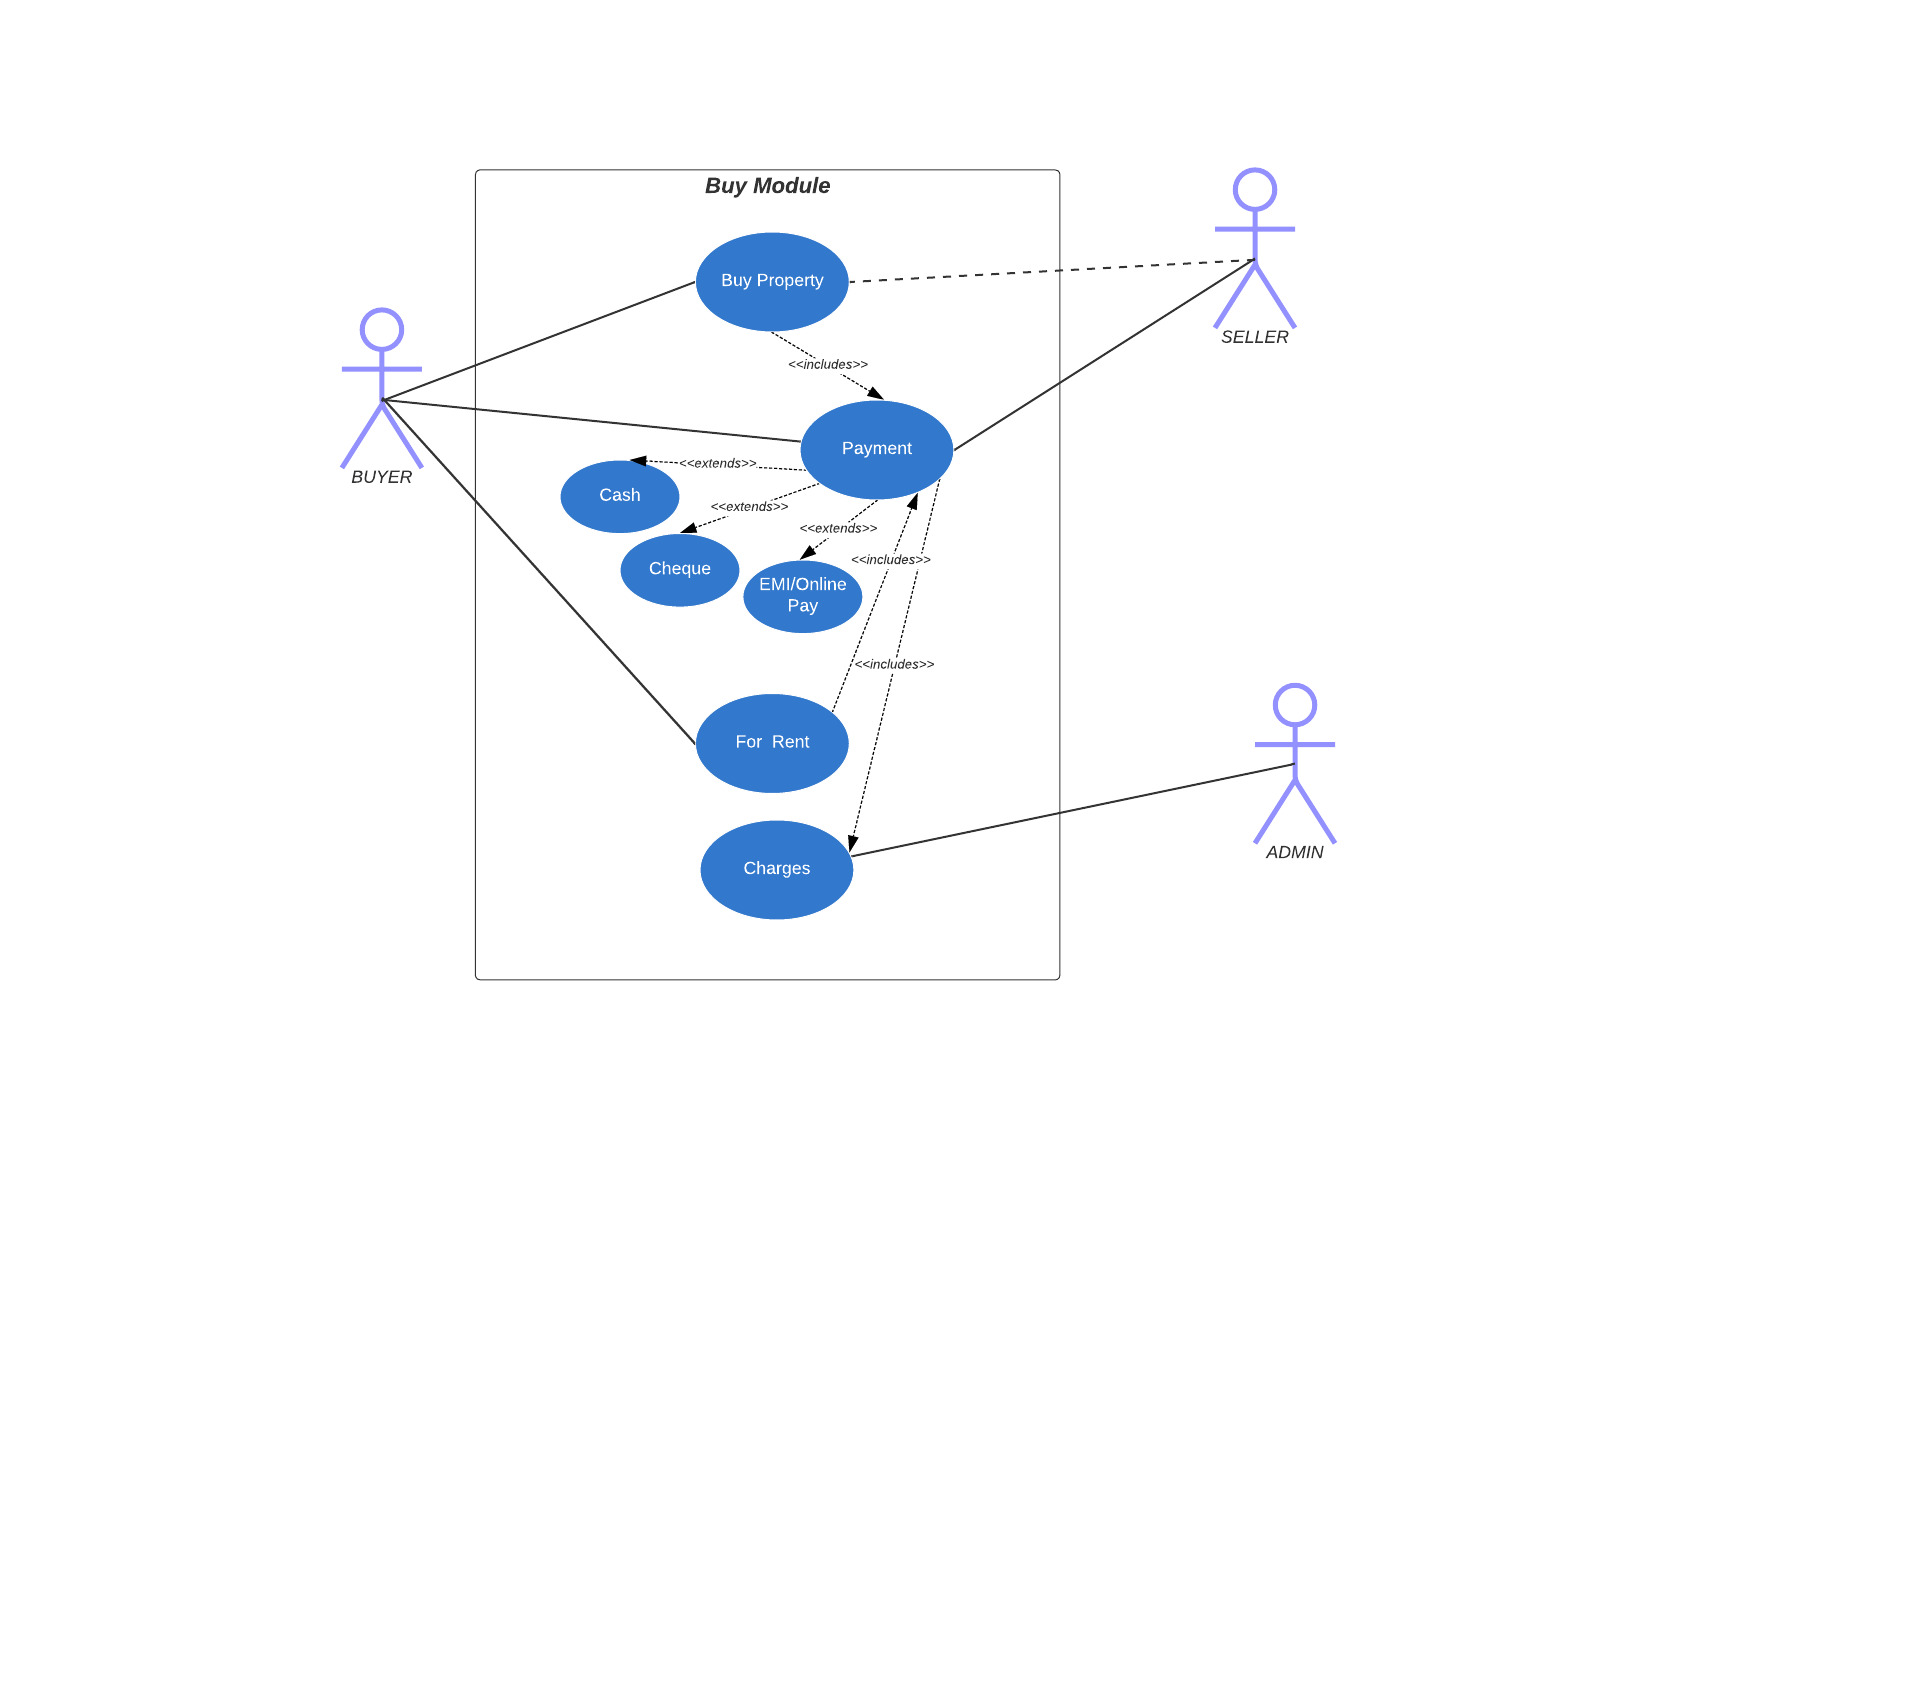 Buy Module
Buy Property
SELLER
<<includes>>
Payment
BUYER
<<extends>>
Cash
<<extends>>
<<extends>>
<<includes>>
Cheque
EMI/Online
Pay
<<includes>>
For  Rent
Charges
ADMIN